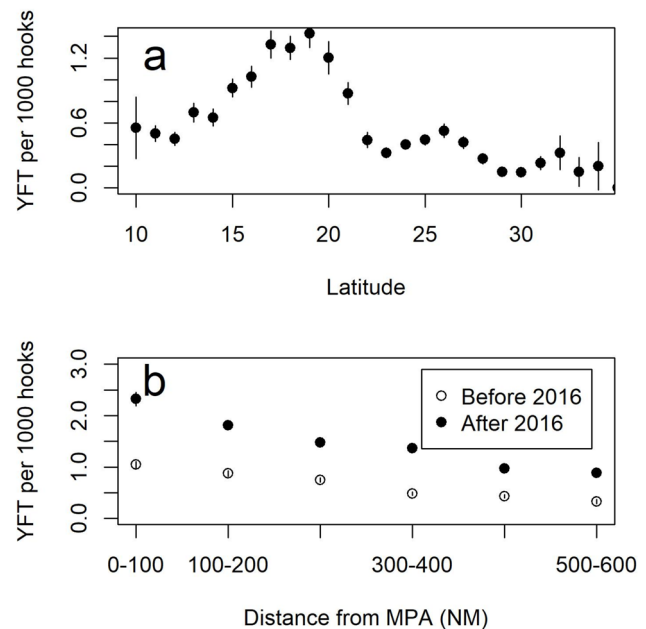 a
YFT per 1000 hooks
1.2
0.6
0.0
10 15 20 25 30
Latitude
b
YFT per 1000 hooks
3.0
2.0
1.0
0.0
Before 2016
After 2016
0-100 100-200 300-400 500-600
Distance from MPA (NM)